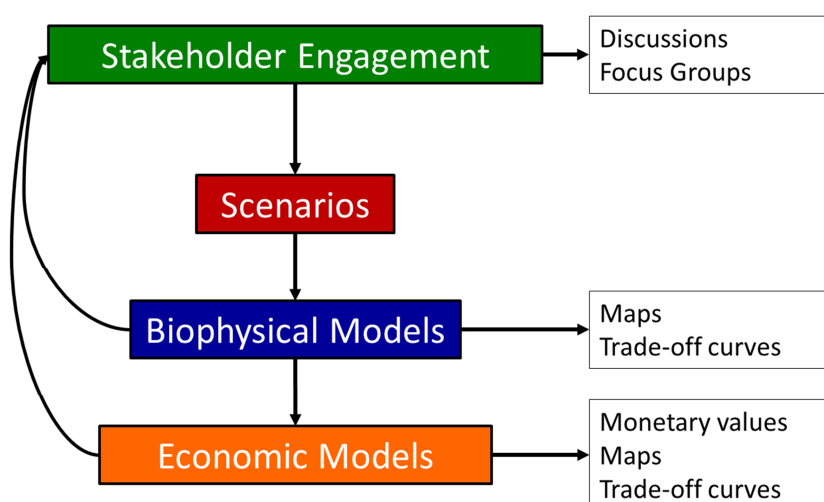 Stakeholder Engagement
Discussions
Focus Groups
Scenarios
Biophysical Models
Maps
Trade-off curves
Economic Models
Monetary values
Maps
Trade-off curves